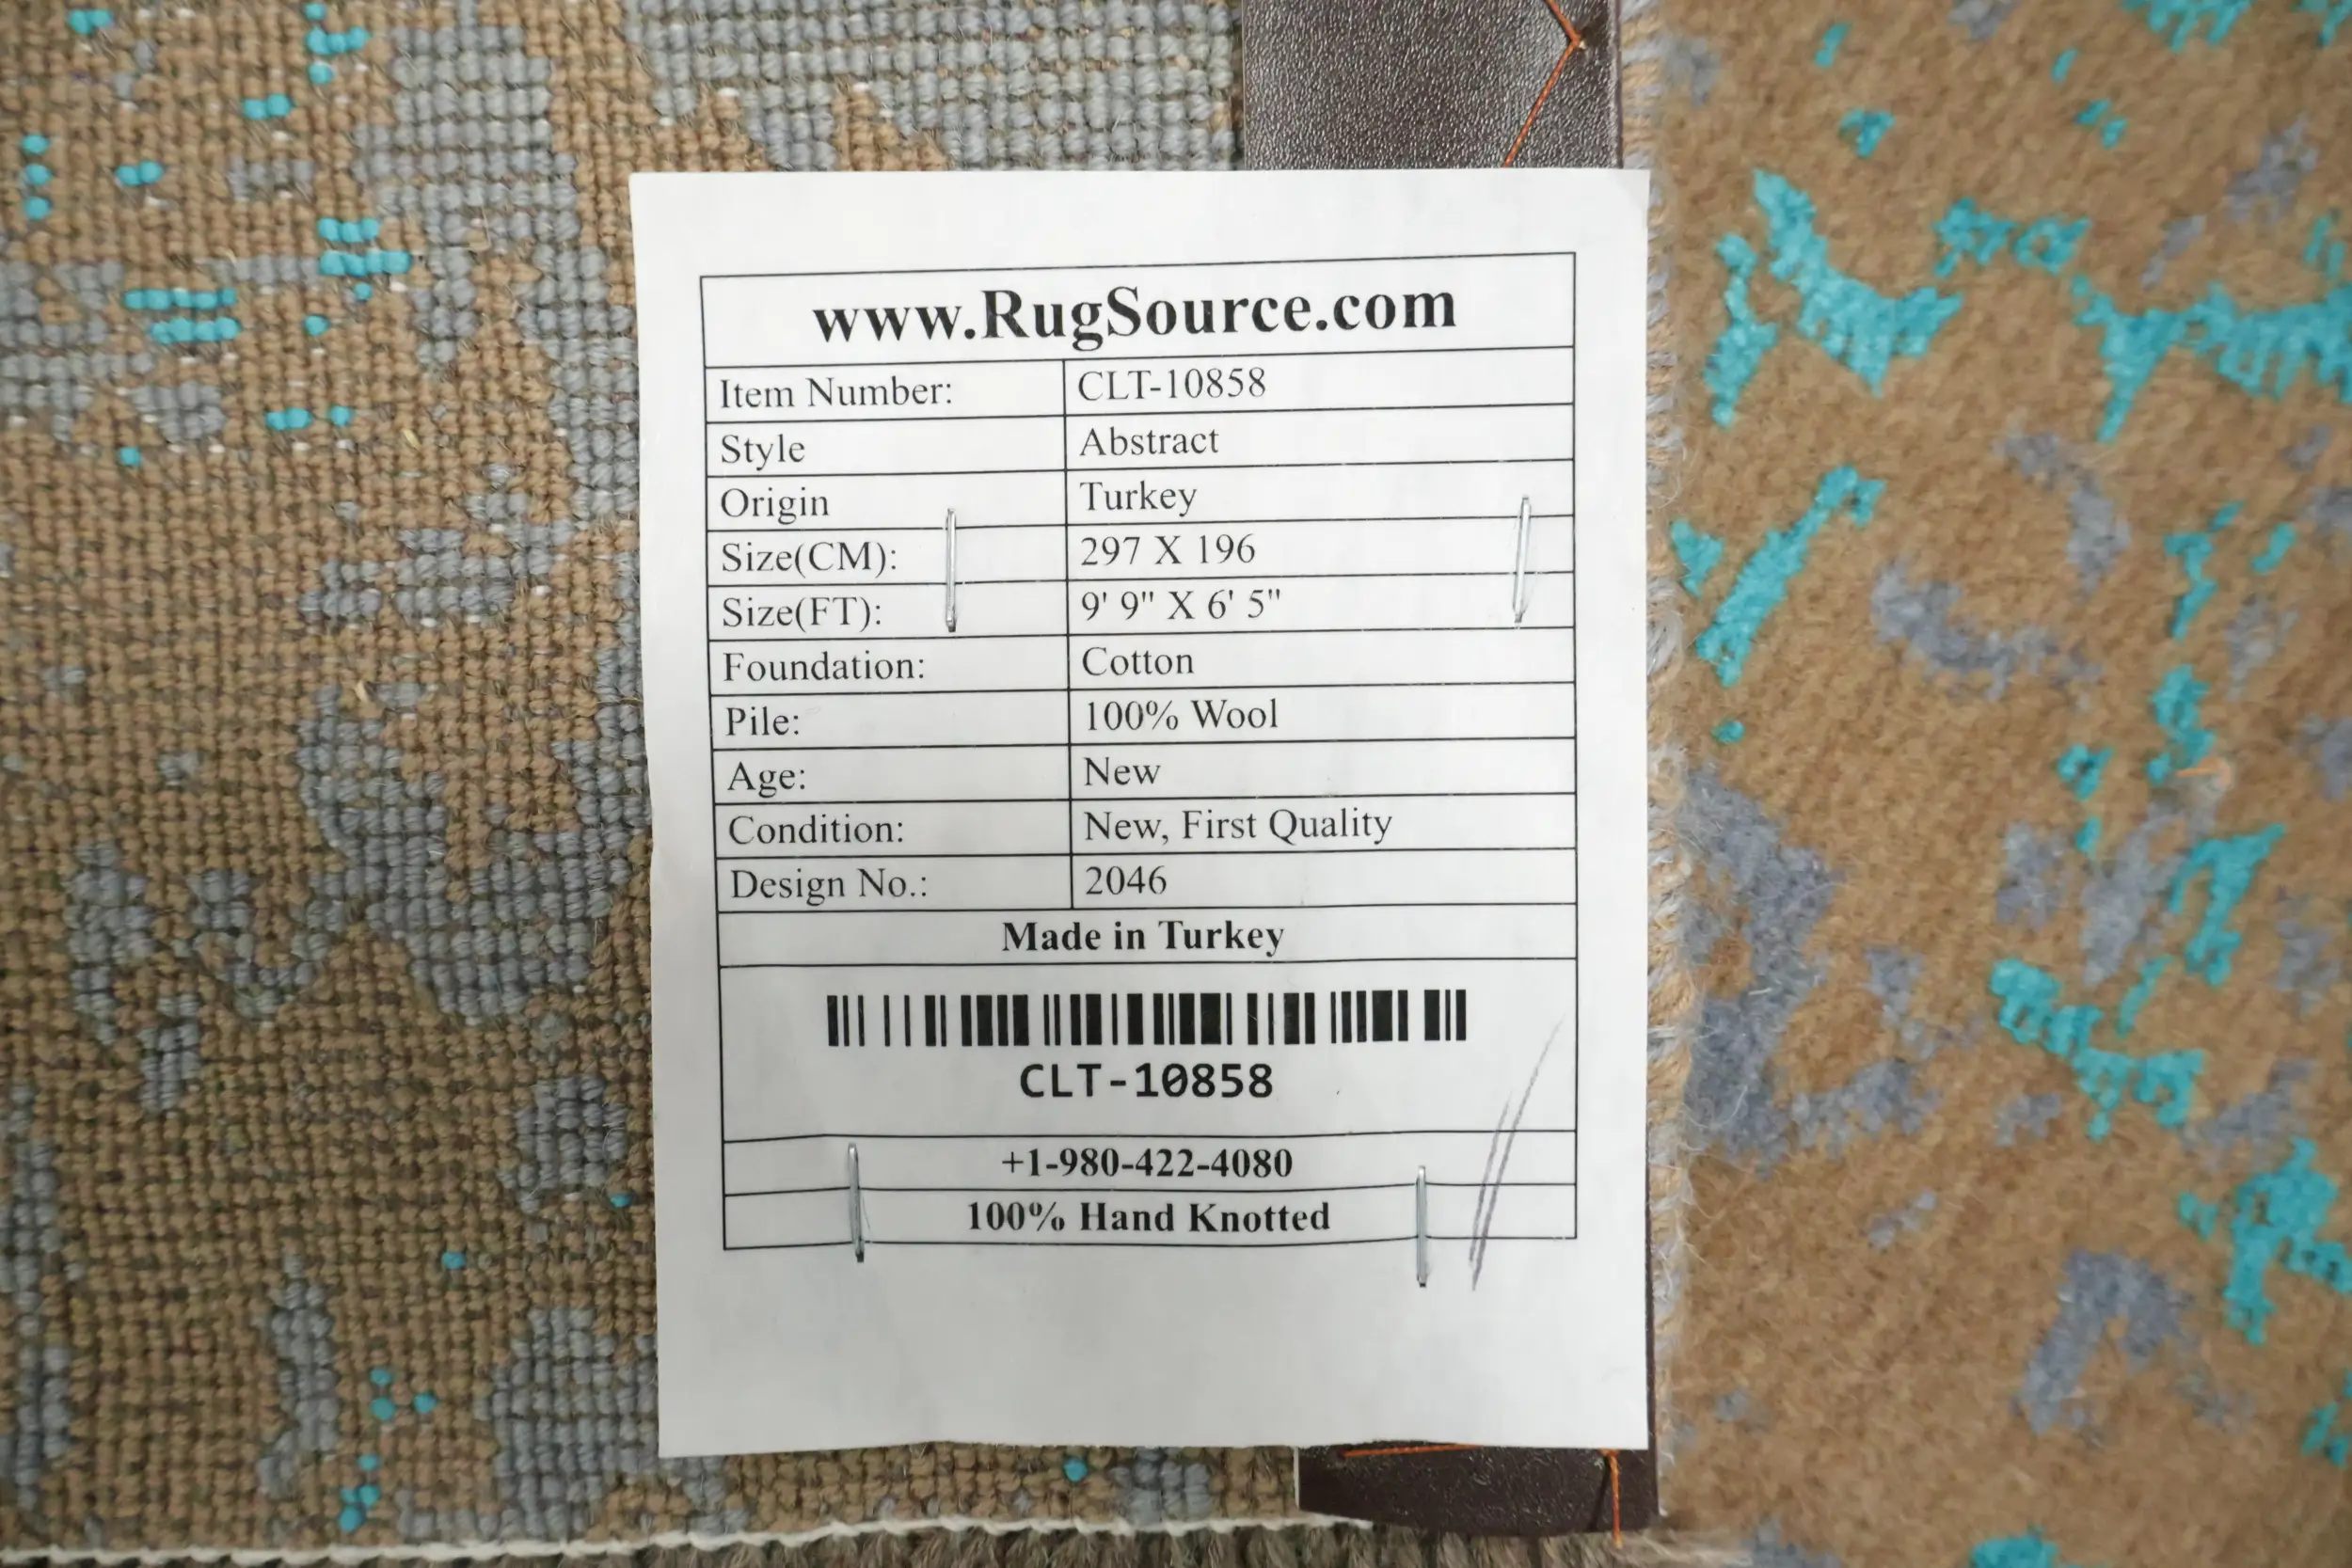 www.RugSource.com
Item Number: CLT-10858
Style Abstract
Origin Turkey
Size(CM): 297 X 196
Size(FT): 9' 9" X 6' 5"
Foundation: Cotton
Pile: 100% Wool
Age: New
Condition: New, First Quality
Design No.: 2046
Made in Turkey
CLT-10858
+1-980-422-4080
100% Hand Knotted